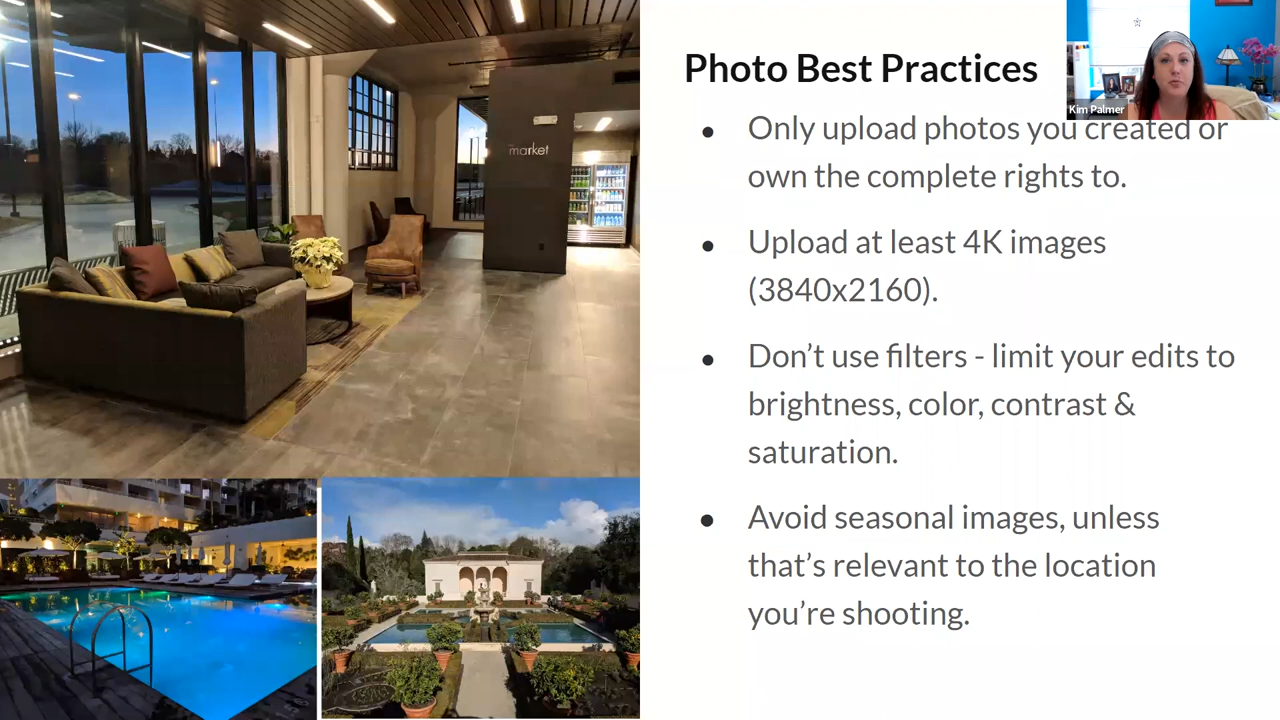 Photo Best Practices
Kim Palmer
• Only upload photos you created or
own the complete rights to.
• Upload at least 4K images
(3840x2160).
• Don’t use filters - limit your edits to
brightness, color, contrast &
saturation.
• Avoid seasonal images, unless
that’s relevant to the location
you’re shooting.
market